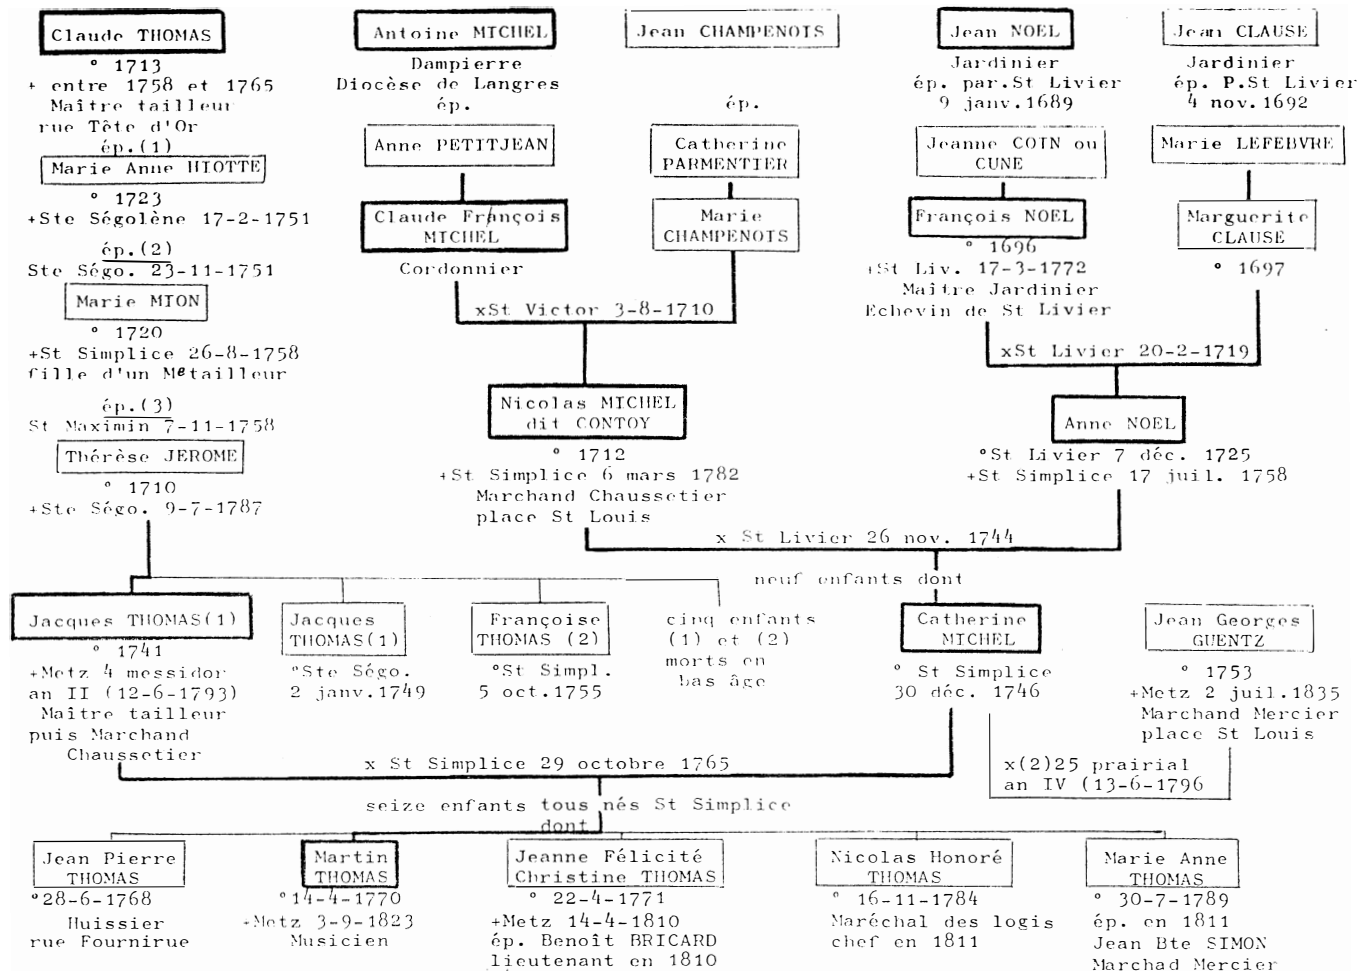 Claude THOMAS
° 1713
+ entre 1758 et 1765
Maître tailleur
rue Tête d'Or
ép.(1)
Marie Anne HIOTTE
° 1723
+Ste Ségolène 17-2-1751
ép.(2)
Ste Ségo. 23-11-1751
Marie MION
° 1720
+St Simplice 26-8-1758
fille d'un Me tailleur
ép.(3)
St Maximin 7-11-1758
Thérèse JEROME
° 1710
+Ste Ségo. 9-7-1787
Antoine MICHEL
Dampierre
Diocèse de Langres
ép.
Anne PETITJEAN
Claude François
MICHEL
Cordonnier
Jean CHAMPENOIS
ép.
Catherine
PARMENTIER
Marie
CHAMPENOIS
xSt Victor 3-8-1710
Nicolas MICHEL
dit CONTOY
° 1712
+St Simplice 6 mars 1782
Marchand Chaussetier
place St Louis
Jean NOEL
Jardinier
ép. par.St Livier
9 janv.1689
Jeanne COIN ou
CUNE
François NOEL
° 1696
+St Liv. 17-3-1772
Maître Jardinier
Echevin de St Livier
Jean CLAUSE
Jardinier
ép. P.St Livier
4 nov.1692
Marie LEFEBVRE
Marguerite
CLAUSE
° 1697
xSt Livier 20-2-1719
Anne NOEL
°St Livier 7 déc. 1725
+St Simplice 17 juil. 1758
x St Livier 26 nov. 1744
neuf enfants dont
Jacques THOMAS(1)
° 1741
+Metz 4 messidor
an II (12-6-1793)
Maître tailleur
puis Marchand
Chaussetier
Jacques
THOMAS(1)
°Ste Ségo.
2 janv.1749
Françoise
THOMAS (2)
°St Simpl.
5 oct.1755
cinq enfants
(1) et (2)
morts en
bas âge
Catherine
MICHEL
° St Simplice
30 déc. 1746
Jean Georges
GUENTZ
° 1753
+Metz 2 juil.1835
Marchand Mercier
place St Louis
x St Simplice 29 octobre 1765
x(2)25 prairial
an IV (13-6-1796
seize enfants tous nés St Simplice
dont
Jean Pierre
THOMAS
°28-6-1768
Huissier
rue Fournirue
Martin
THOMAS
°14-4-1770
+Metz 3-9-1823
Musicien
Jeanne Félicité
Christine THOMAS
° 22-4-1771
+Metz 14-4-1810
ép. Benoît BRICARD
lieutenant en 1810
Nicolas Honoré
THOMAS
° 16-11-1784
Maréchal des logis
chef en 1811
Marie Anne
THOMAS
° 30-7-1789
ép. en 1811
Jean Bte SIMON
Marchad Mercier